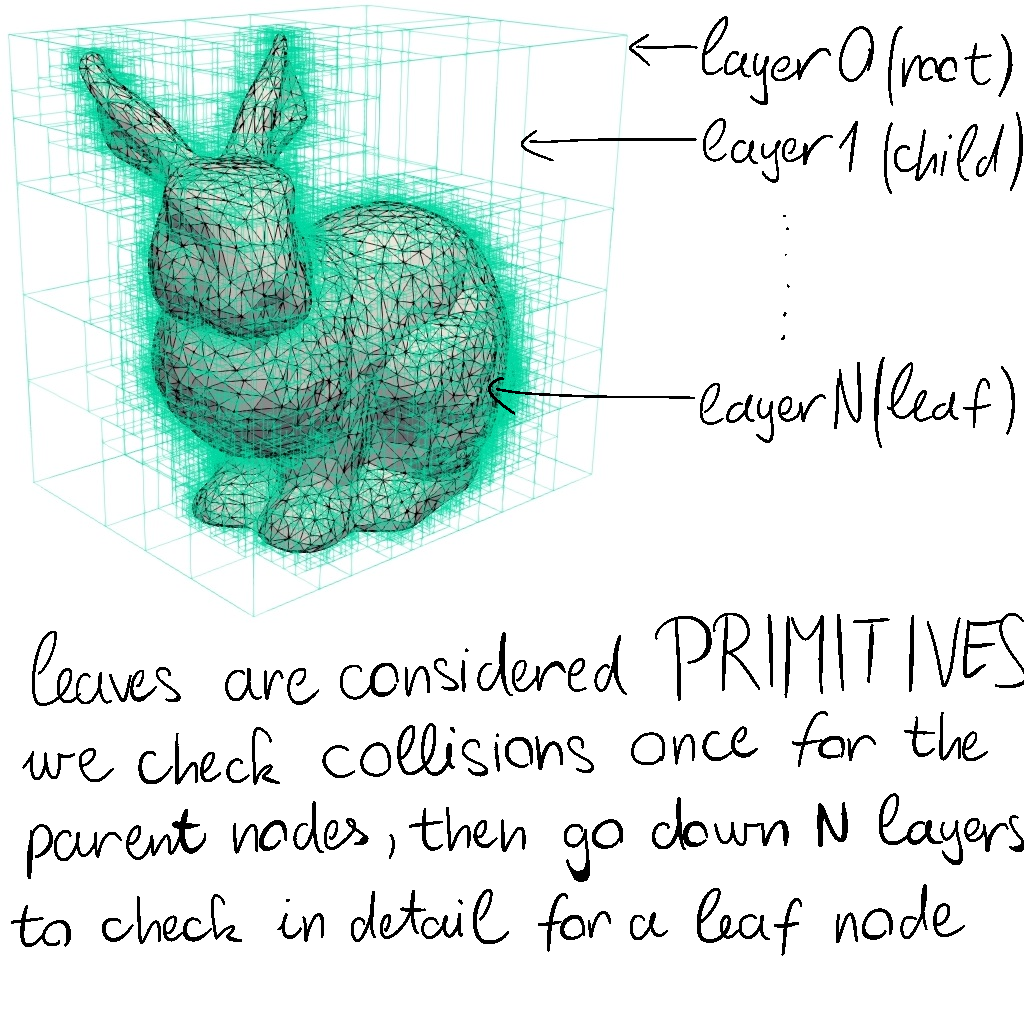 layer 0 (root)
layer 1 (child)
layer N (leaf)
leaves are considered PRIMITIVES
we check collisions once for the
parent nodes, then go down N layers
to check in detail for a leaf node